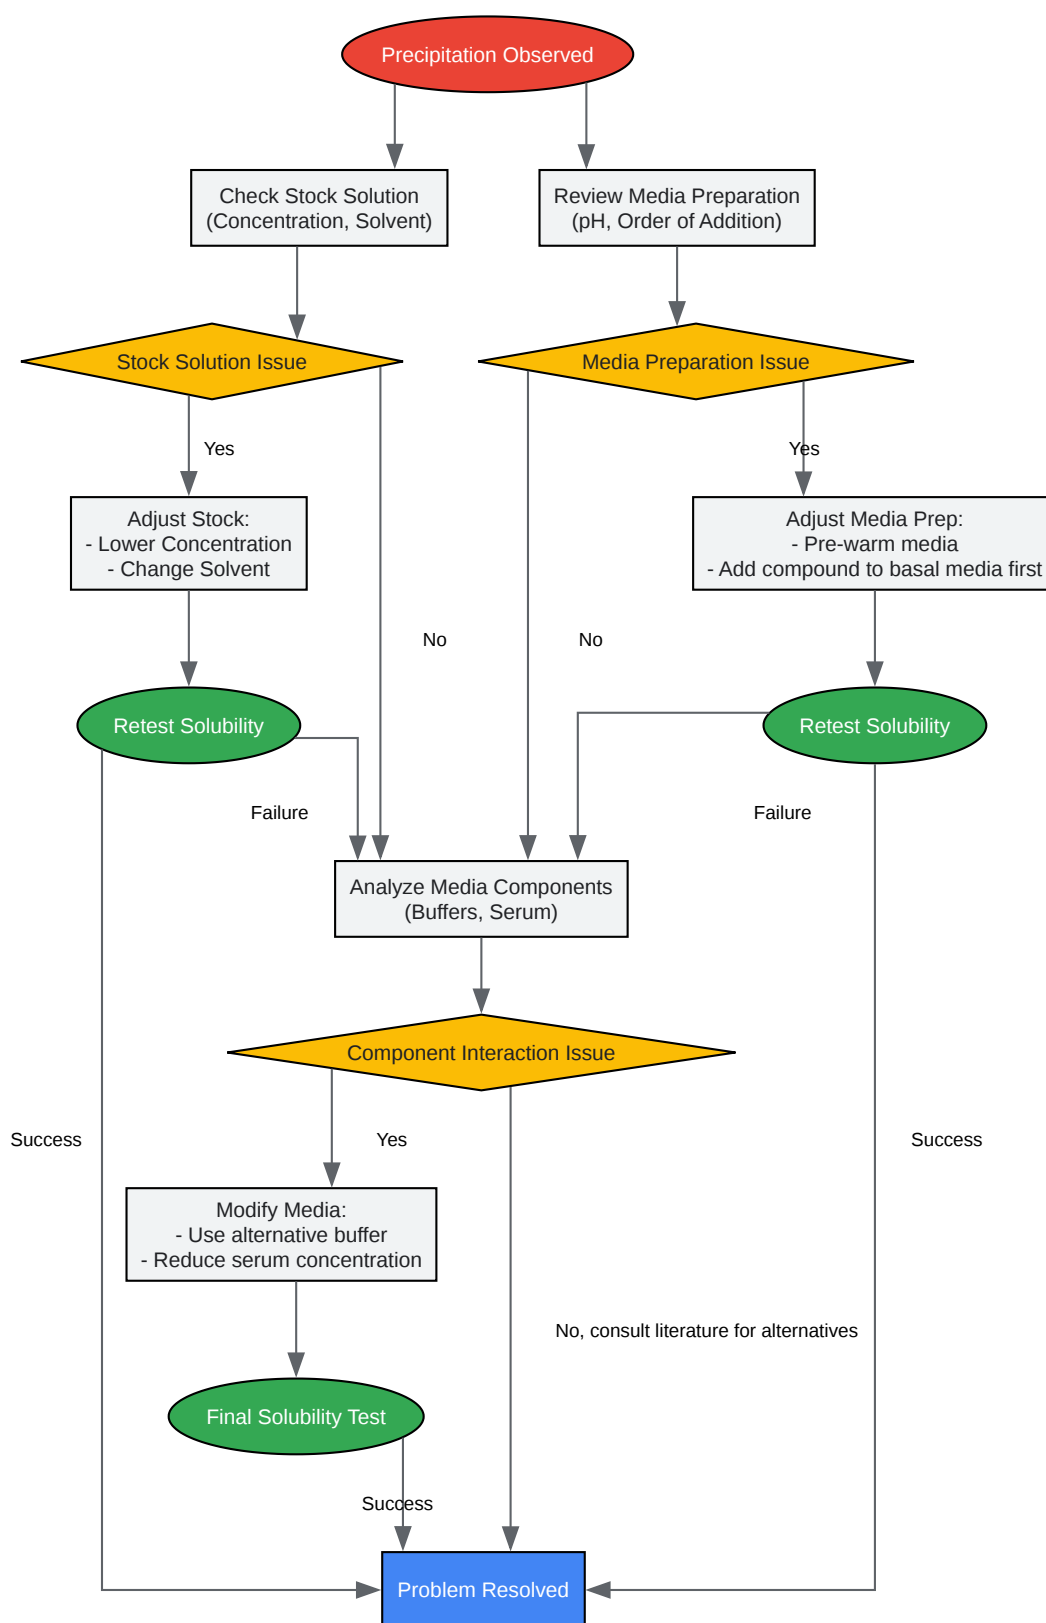 Precipitation Observed
Check Stock Solution
(Concentration, Solvent)
Review Media Preparation
(pH, Order of Addition)
Stock Solution Issue
Media Preparation Issue
Yes
Yes
Adjust Stock:
- Lower Concentration
- Change Solvent
Adjust Media Prep:
- Pre-warm media
- Add compound to basal media first
No
No
Retest Solubility
Retest Solubility
Failure
Failure
Analyze Media Components
(Buffers, Serum)
Component Interaction Issue
Success
Yes
Success
Modify Media:
- Use alternative buffer
- Reduce serum concentration
No, consult literature for alternatives
Final Solubility Test
Success
Problem Resolved